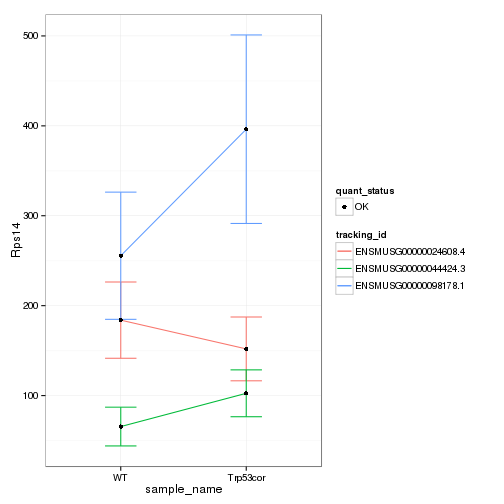 500
400
300
200
100
Rps14
WT
Trp53cor
sample_name
quant_status
OK
tracking_id
ENSMUSG00000024608.4
ENSMUSG00000044424.3
ENSMUSG00000098178.1